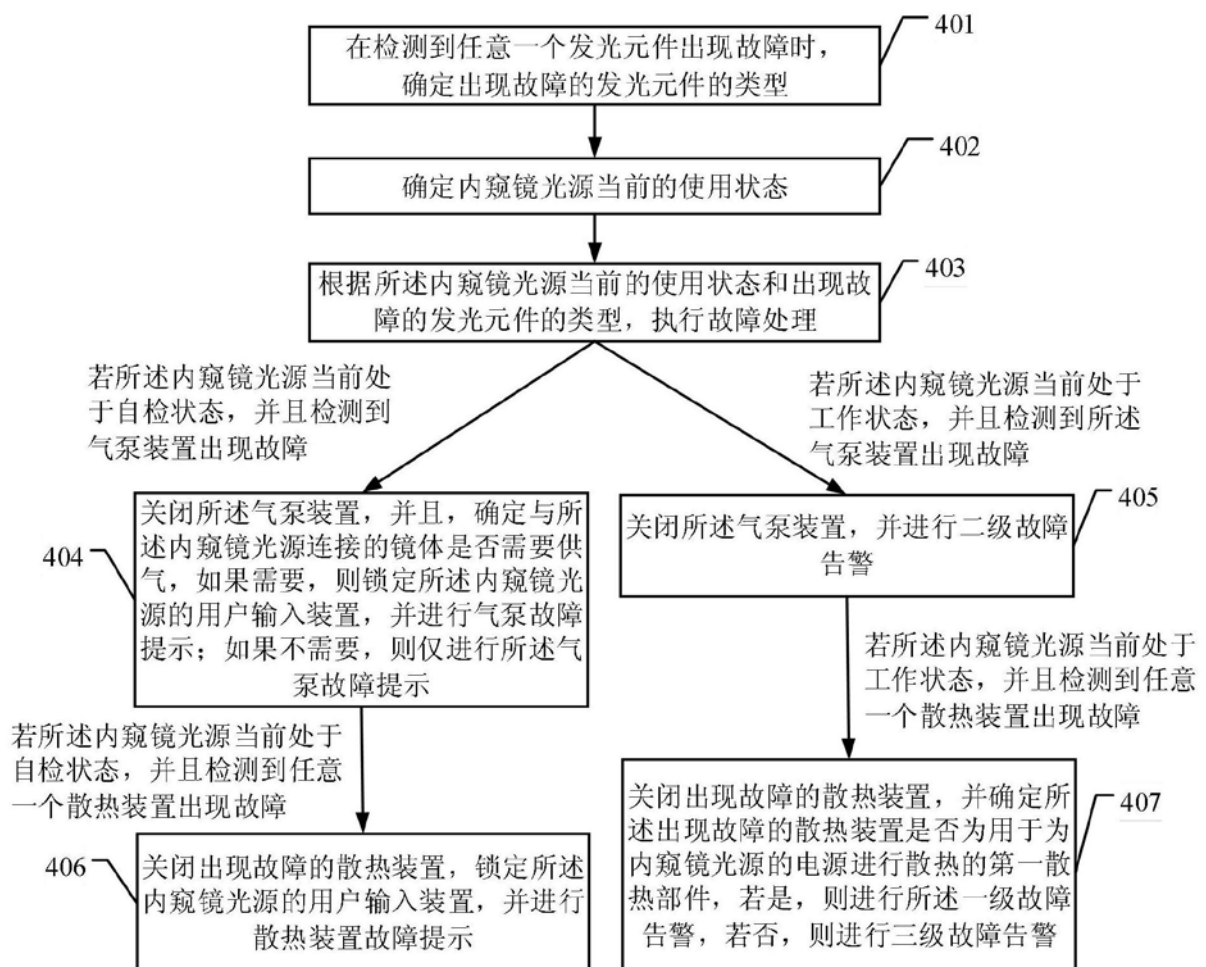 401
在检测到任意一个发光元件出现故障时，
确定出现故障的发光元件的类型
402
确定内窥镜光源当前的使用状态
403
根据所述内窥镜光源当前的使用状态和出现故
障的发光元件的类型，执行故障处理
若所述内窥镜光源当前处
于自检状态，并且检测到
气泵装置出现故障
若所述内窥镜光源当前处于
工作状态，并且检测到所述
气泵装置出现故障
404
关闭所述气泵装置，并且，确定与所
述内窥镜光源连接的镜体是否需要供
气，如果需要，则锁定所述内窥镜光
源的用户输入装置，并进行气泵故障
提示；如果不需要，则仅进行所述气
泵故障提示
405
关闭所述气泵装置，并进行二级故障
告警
若所述内窥镜光源当前处于
自检状态，并且检测到任意
一个散热装置出现故障
若所述内窥镜光源当前处于
工作状态，并且检测到任意
一个散热装置出现故障
406
关闭出现故障的散热装置，锁定所述
内窥镜光源的用户输入装置，并进行
散热装置故障提示
407
关闭出现故障的散热装置，并确定所
述出现故障的散热装置是否为用于为
内窥镜光源的电源进行散热的第一散
热部件，若是，则进行所述一级故障
告警，若否，则进行三级故障告警